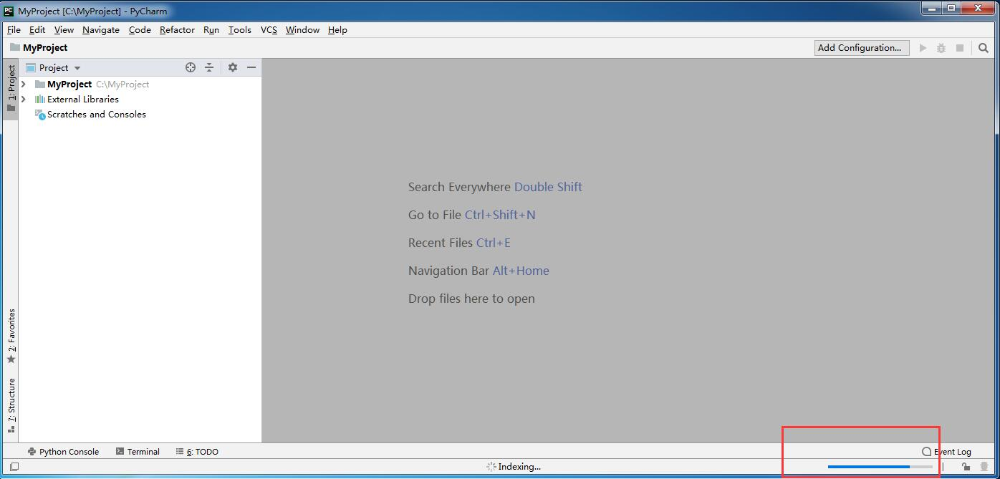 MyProject [C:\MyProject] - PyCharm
File Edit View Navigate Code Refactor Run Tools VCS Window Help
MyProject
Add Configuration...
1: Project
Project
MyProject C:\MyProject
External Libraries
Scratches and Consoles
Search Everywhere Double Shift
Go to File Ctrl+Shift+N
Recent Files Ctrl+E
Navigation Bar Alt+Home
Drop files here to open
2: Favorites
7: Structure
Python Console Terminal 6: TODO Event Log
Indexing...